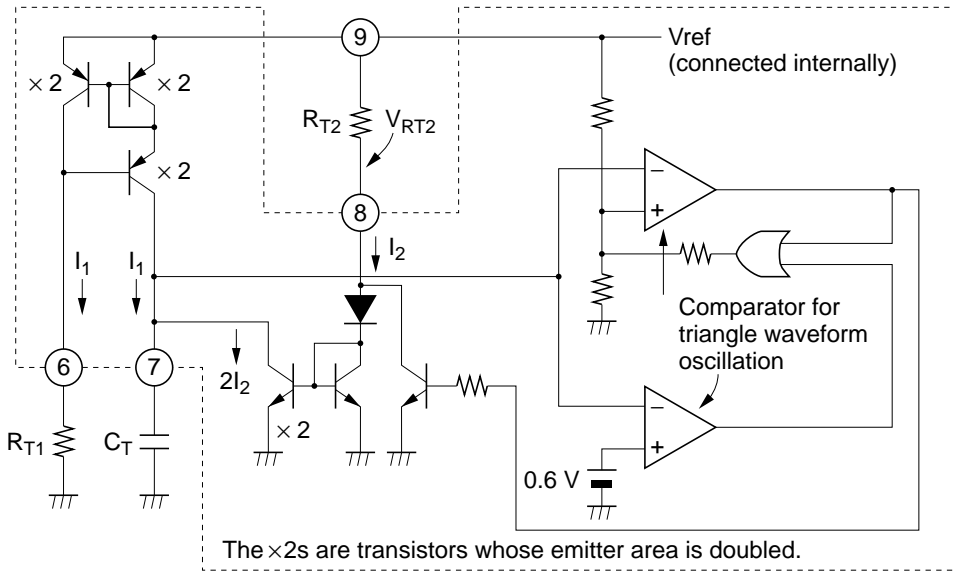 9
Vref
(connected internally)
× 2
× 2
RT2
VRT2
× 2
8
−
+
I2
I1
I1
Comparator for
triangle waveform
oscillation
6
7
2I2
× 2
−
+
RT1
CT
0.6 V
The ×2s are transistors whose emitter area is doubled.